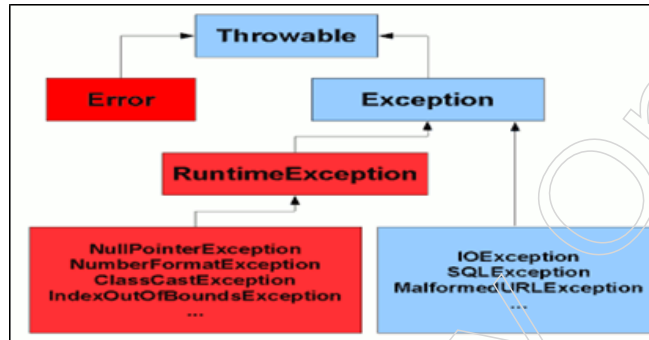 Throwable
Error
Exception
RuntimeException
NullPointerException
NumberFormatException
ClassCastException
IndexOutOfBoundsException
...
IOException
SQLException
MalformedURLException
...